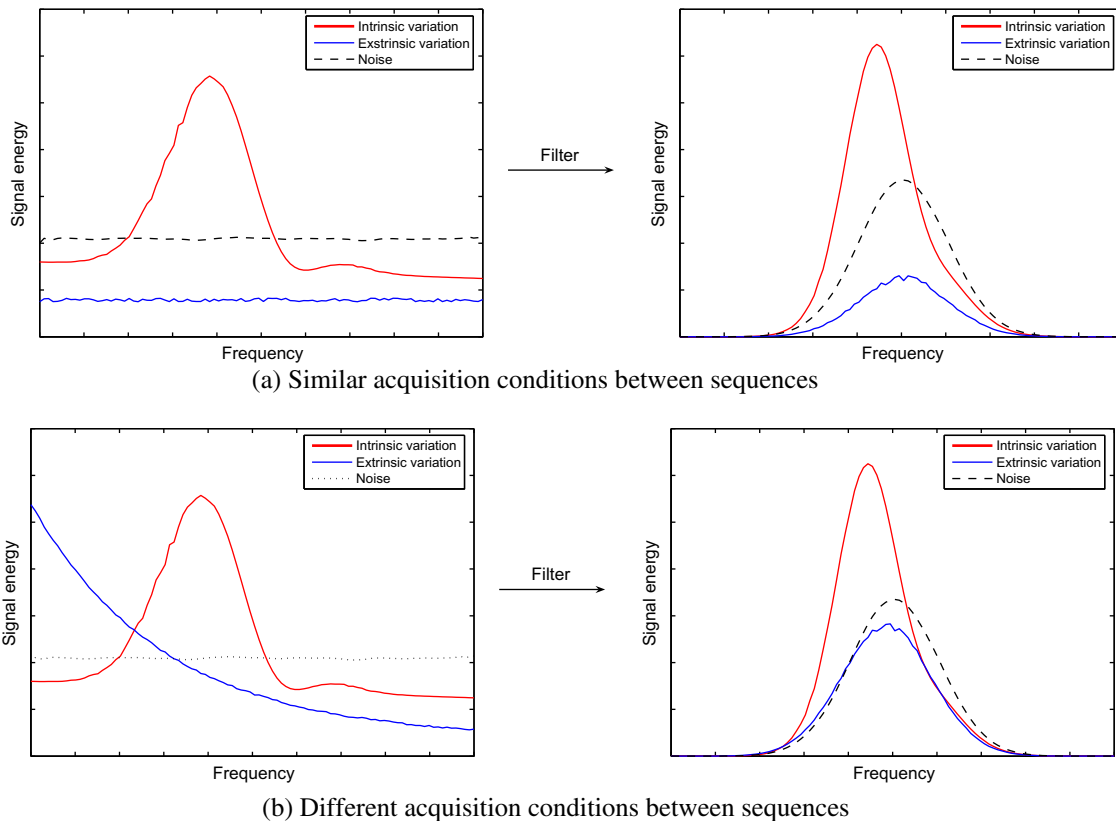 Intrinsic variation
Exstrinsic variation
Noise
Signal energy
Frequency
Filter
Intrinsic variation
Extrinsic variation
Noise
Signal energy
Frequency
(a) Similar acquisition conditions between sequences
Intrinsic variation
Extrinsic variation
Noise
Signal energy
Frequency
Filter
Intrinsic variation
Extrinsic variation
Noise
Signal energy
Frequency
(b) Different acquisition conditions between sequences